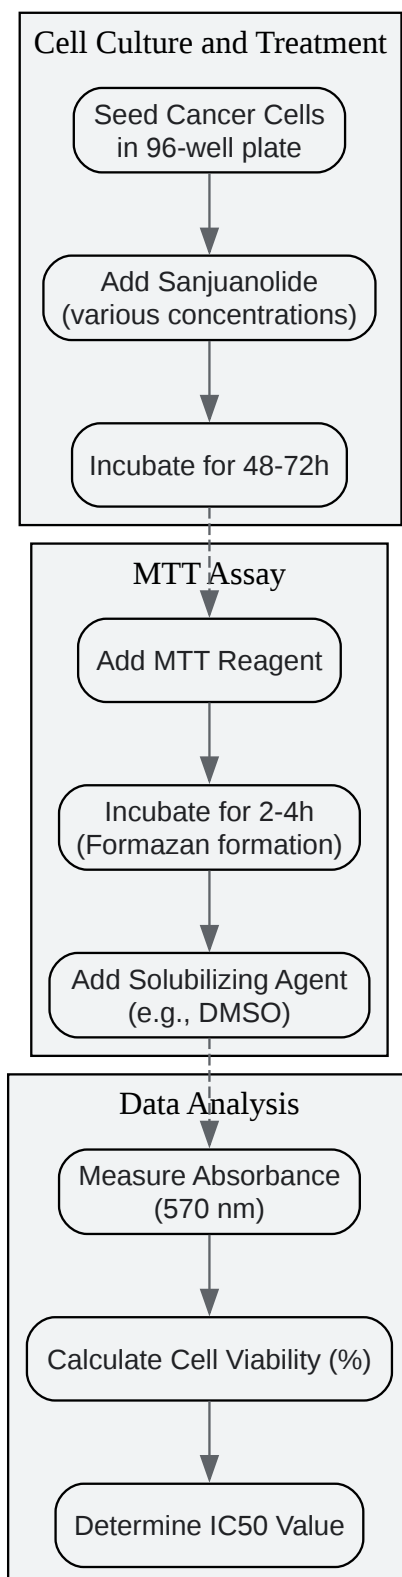 Cell Culture and Treatment
Seed Cancer Cells
in 96-well plate
Add Sanjuanolide
(various concentrations)
Incubate for 48-72h
MTT Assay
Add MTT Reagent
Incubate for 2-4h
(Formazan formation)
Add Solubilizing Agent
(e.g., DMSO)
Data Analysis
Measure Absorbance
(570 nm)
Calculate Cell Viability (%)
Determine IC50 Value